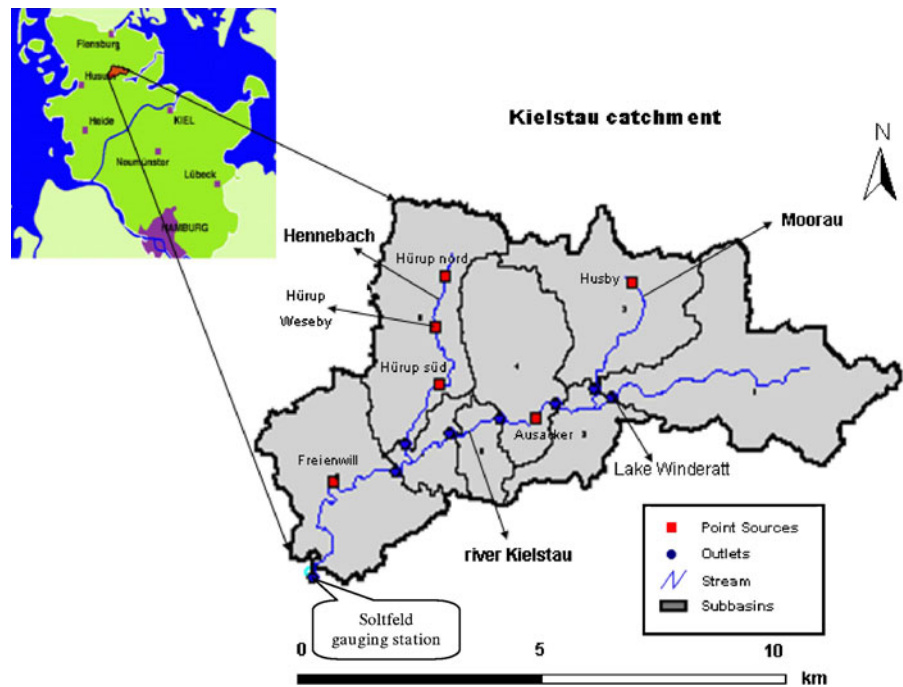 Flensburg
Husum
Heide
KIEL
Neumünster
Lübeck
HAMBURG
Kielstau catchment
N
Hennebach
Moorau
Hürup nord
Husby
Hürup
Weseby
Hürup süd
Ausacker
Freienwill
Lake Winderatt
river Kielstau
Soltfeld
gauging station
Point Sources
Outlets
Stream
Subbasins
0 5 10
km